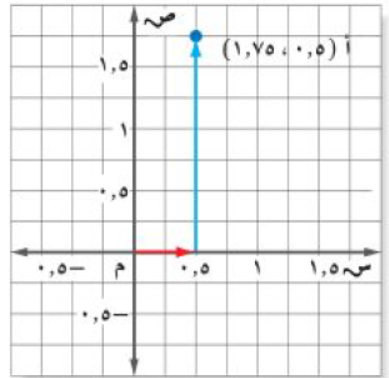 ص
أ (٠,٥ ، ١,٧٥)
١,٥
١
٠,٥
س ١,٥ ١ ٠,٥ م −٠,٥
−٠,٥